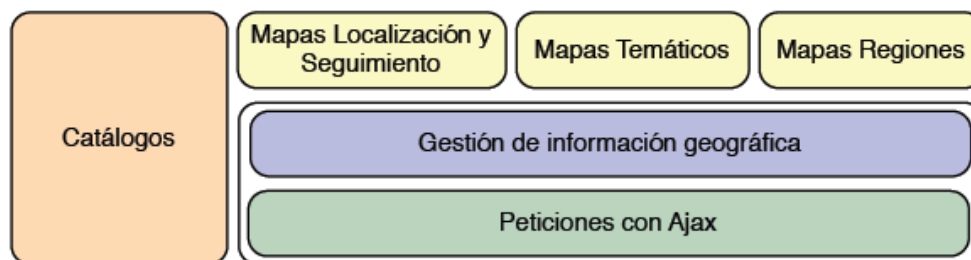 Mapas Localización y
Seguimiento
Mapas Temáticos
Mapas Regiones
Catálogos
Gestión de información geográfica
Peticiones con Ajax